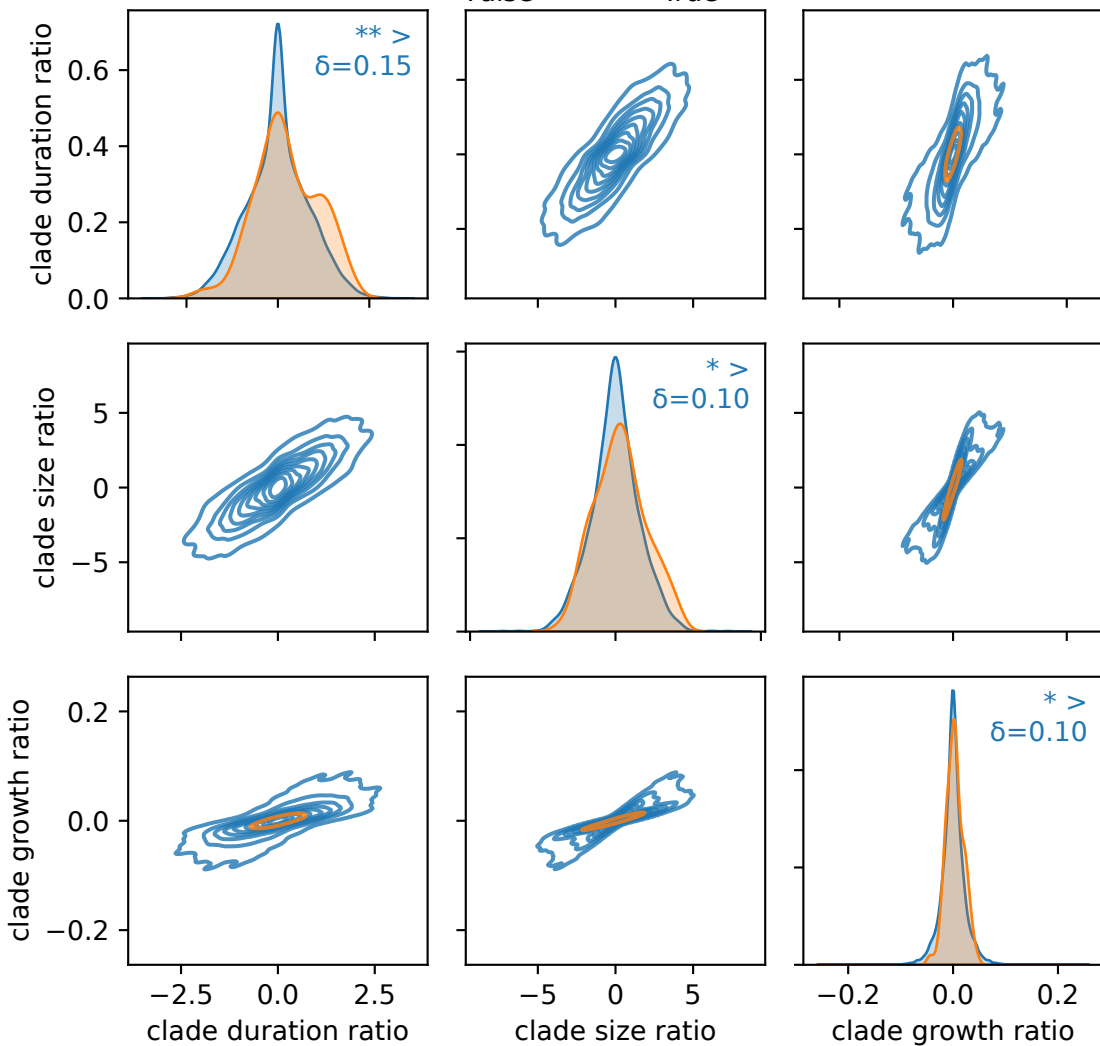 ** >
δ=0.15
clade duration ratio
0.6
0.4
0.2
0.0
* >
δ=0.10
clade size ratio
5
0
−5
* >
δ=0.10
clade growth ratio
0.2
0.0
−0.2
−2.5 0.0 2.5
−5 0 5
−0.2 0.0 0.2
clade duration ratio
clade size ratio
clade growth ratio